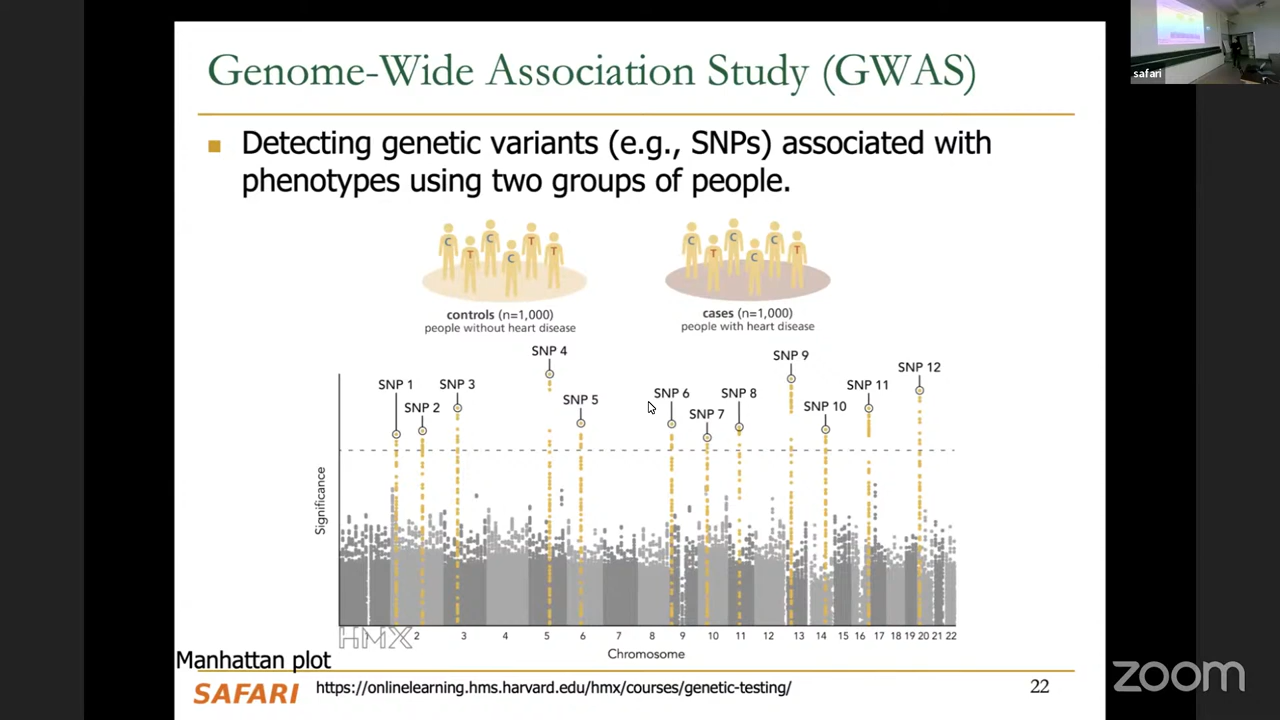 Genome-Wide Association Study (GWAS)
Detecting genetic variants (e.g., SNPs) associated with
phenotypes using two groups of people.
C T C C T T
C T C C C T
controls (n=1,000)
people without heart disease
cases (n=1,000)
people with heart disease
SNP 1
SNP 2
SNP 3
SNP 4
SNP 5
SNP 6
SNP 7
SNP 8
SNP 9
SNP 10
SNP 11
SNP 12
Significance
HMX 2 3 4 5 6 7 8 9 10 11 12 13 14 15 16 17 18 19 20 21 22
Chromosome
Manhattan plot
SAFARI
https://onlinelearning.hms.harvard.edu/hmx/courses/genetic-testing/
22
safari
zoom